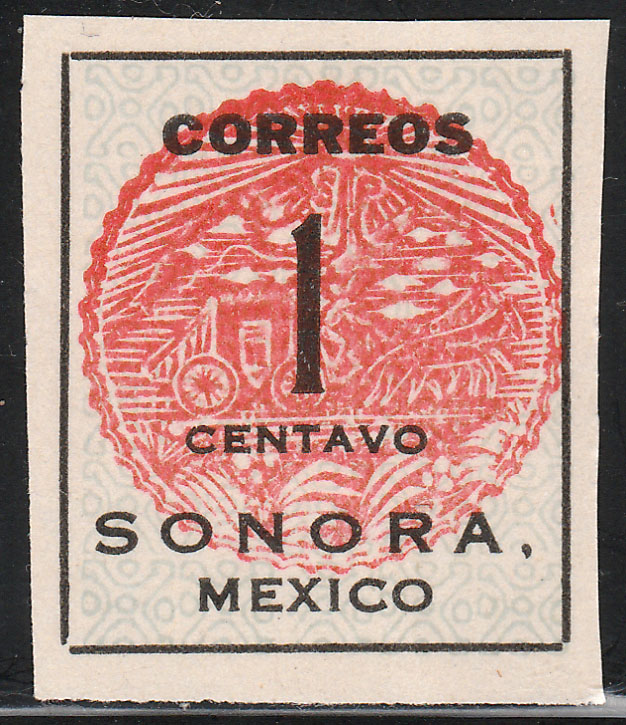 CORREOS
1
CENTAVO
SONORA,
MEXICO